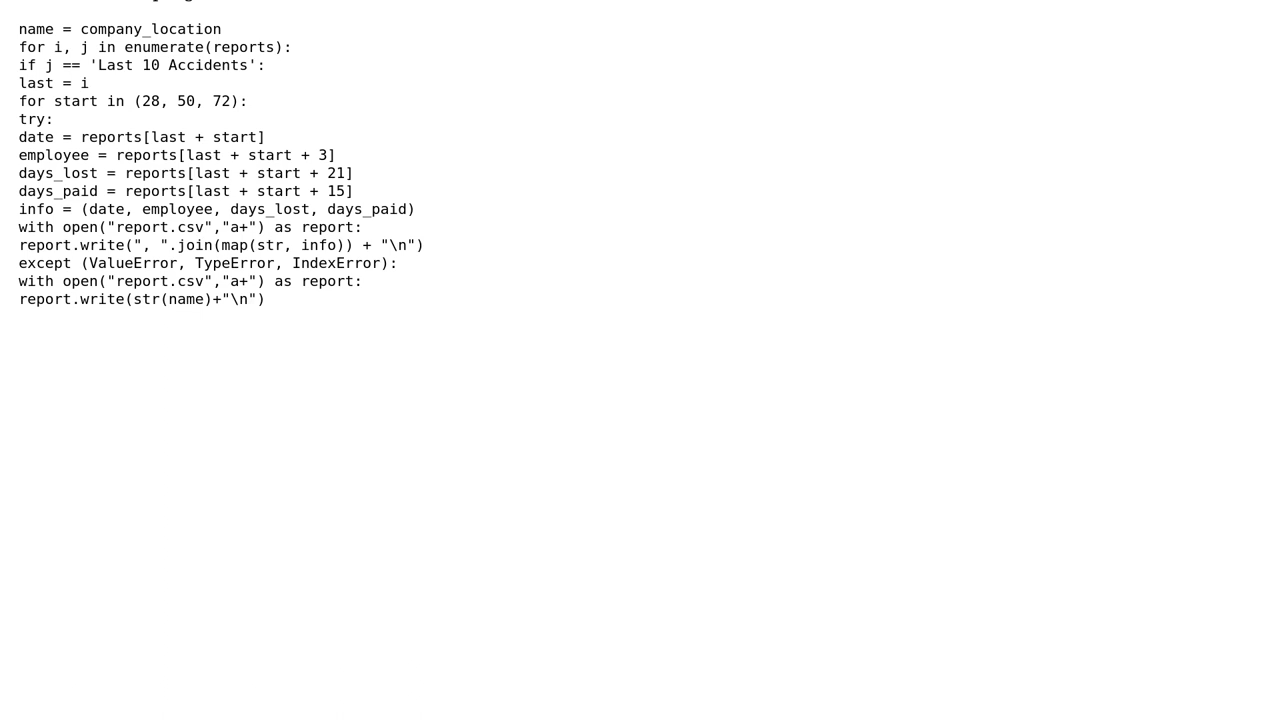 name = company_location
for i, j in enumerate(reports):
if j == 'Last 10 Accidents':
last = i
for start in (28, 50, 72):
try:
date = reports[last + start]
employee = reports[last + start + 3]
days_lost = reports[last + start + 21]
days_paid = reports[last + start + 15]
info = (date, employee, days_lost, days_paid)
with open("report.csv","a+") as report:
report.write(", ".join(map(str, info)) + "\n")
except (ValueError, TypeError, IndexError):
with open("report.csv","a+") as report:
report.write(str(name)+"\n")